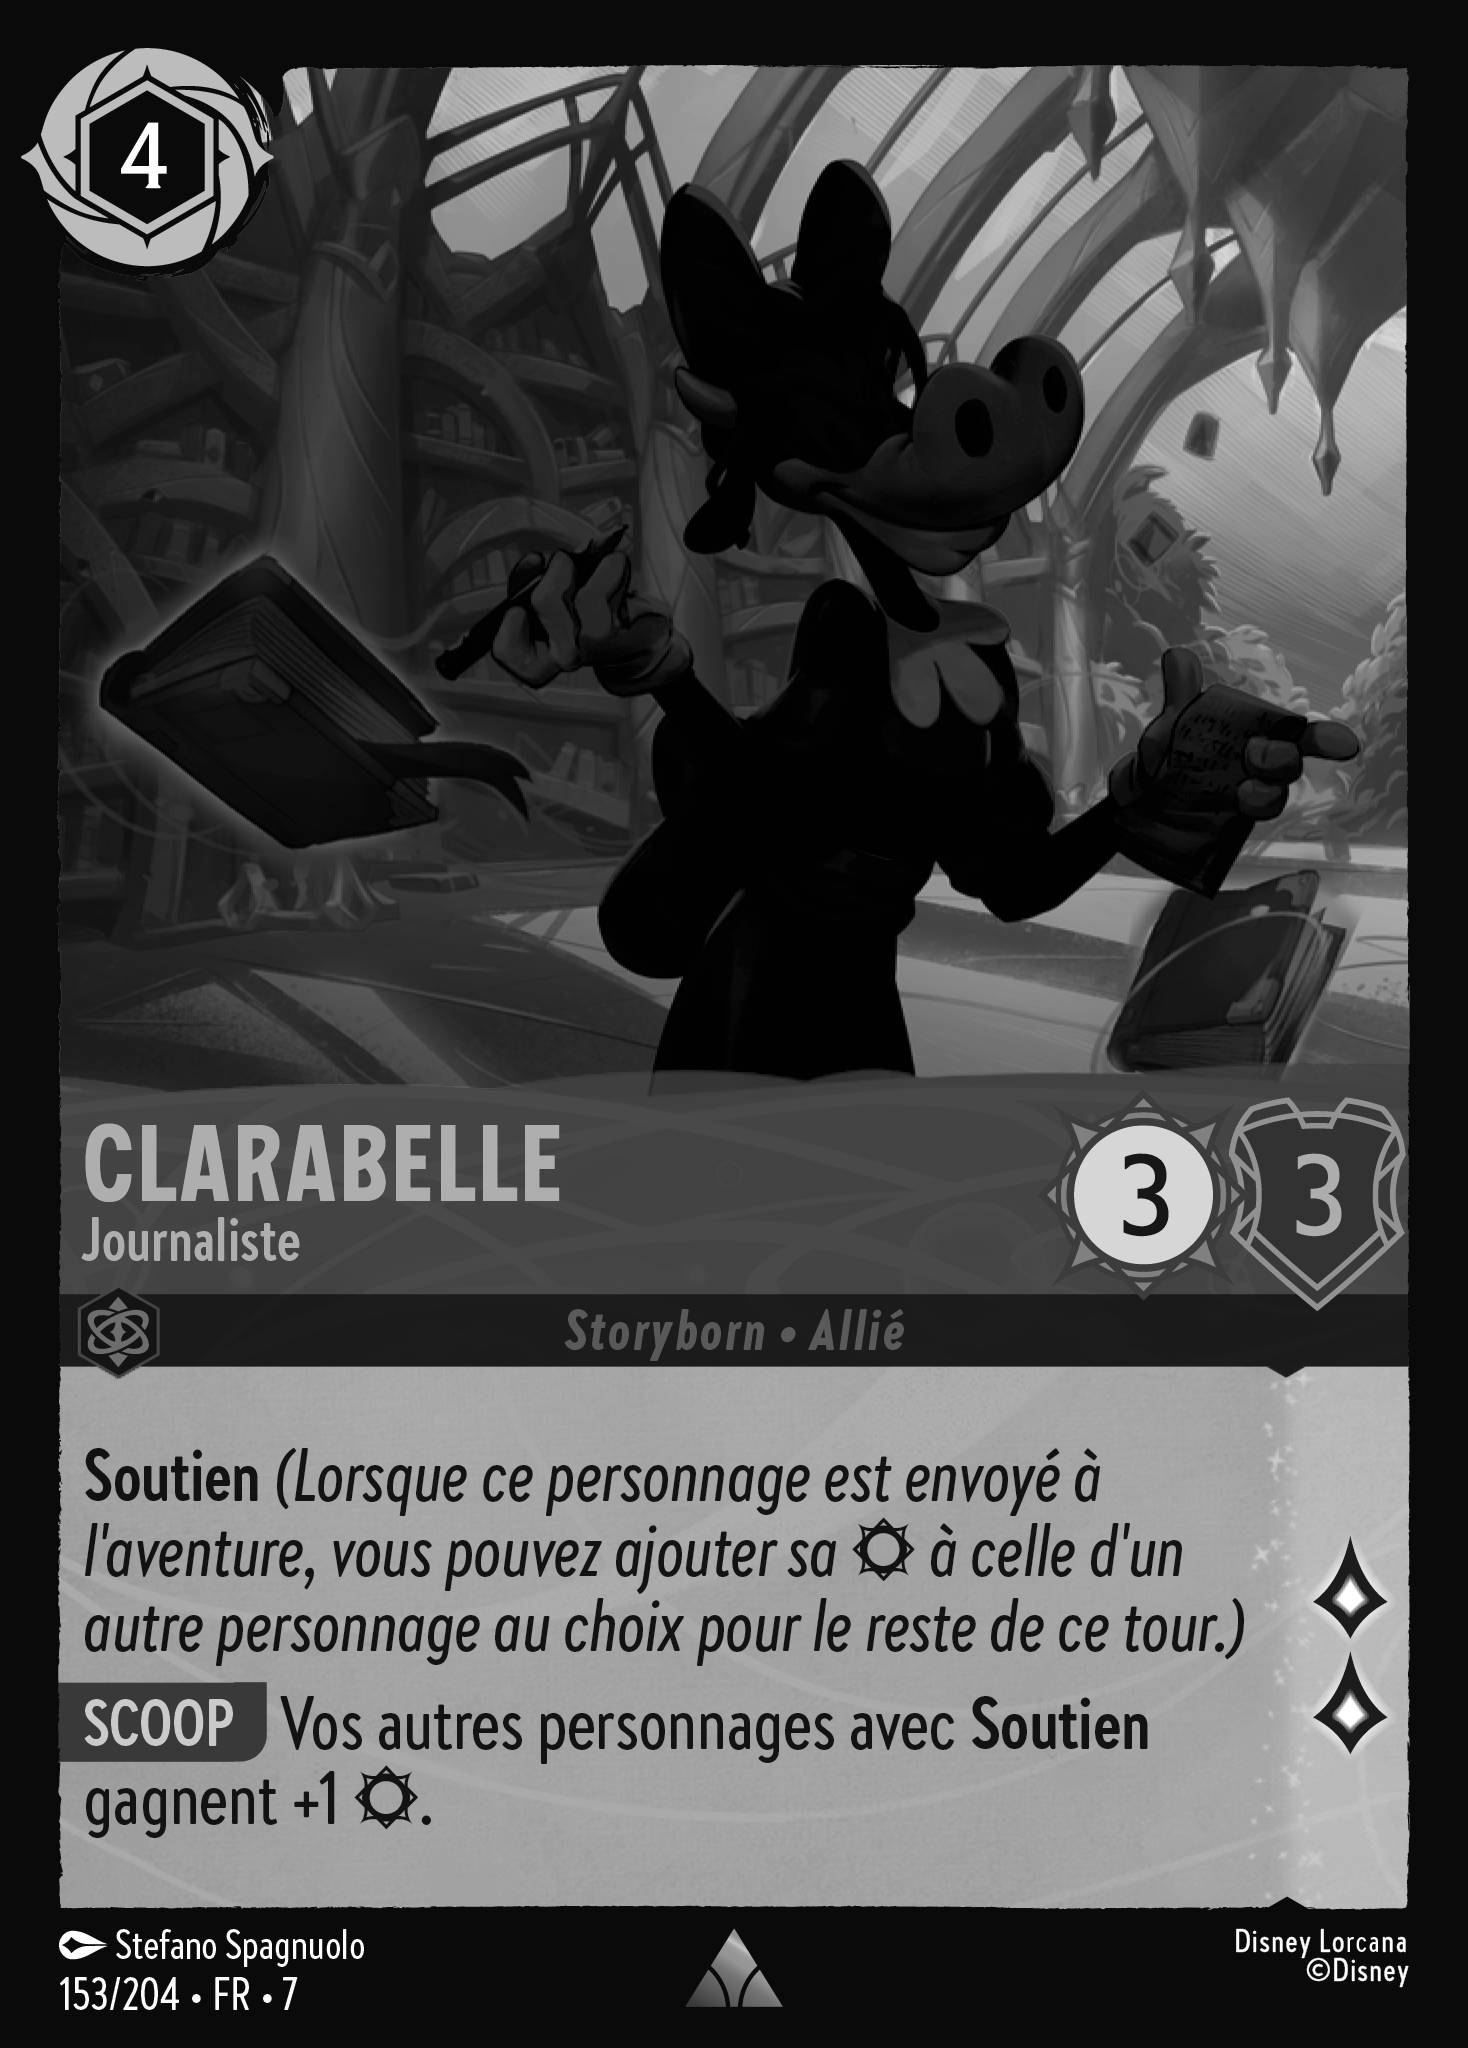 4
CLARABELLE
Journaliste
3 3
Storyborn • Allié
Soutien (Lorsque ce personnage est envoyé à
l'aventure, vous pouvez ajouter sa à celle d'un
autre personnage au choix pour le reste de ce tour.)
SCOOP Vos autres personnages avec Soutien
gagnent +1 .
Stefano Spagnuolo
153/204 • FR • 7
Disney Lorcana
©Disney